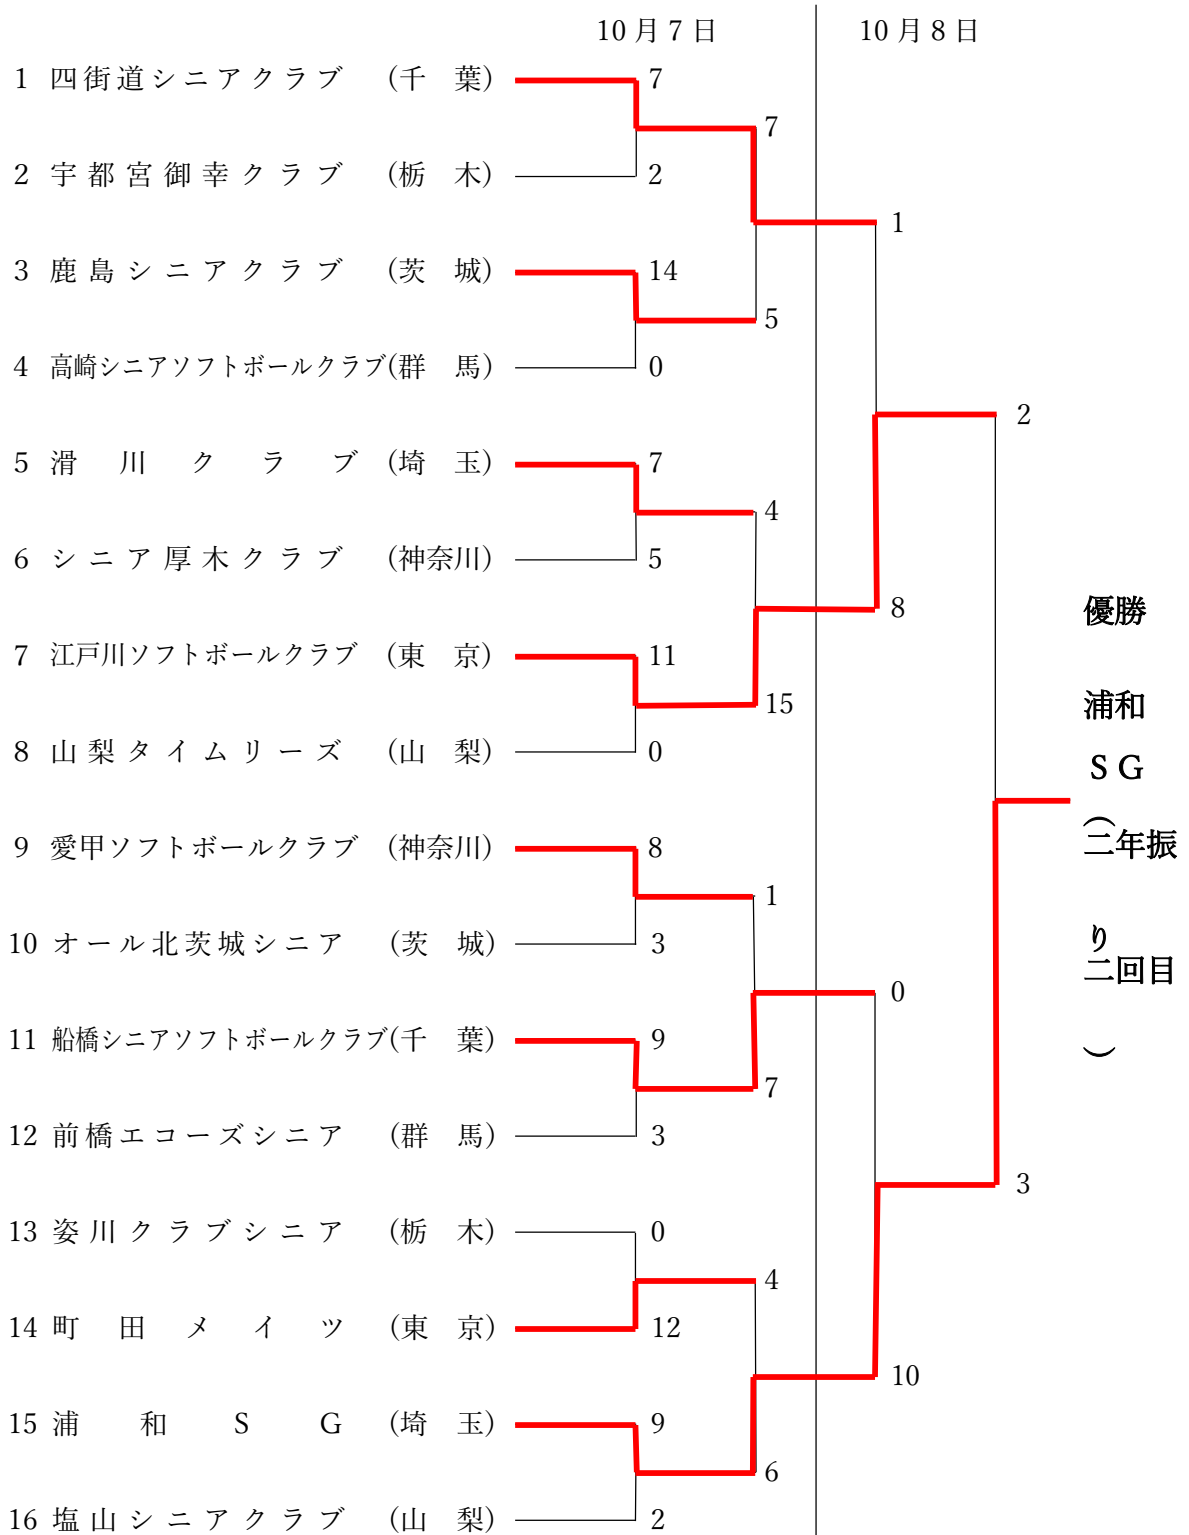 10月7日 10月8日
1 四街道シニアクラブ (千 葉) 7
7
2 宇都宮御幸クラブ (栃 木) 2
1
3 鹿島シニアクラブ (茨 城) 14
5
4 高崎シニアソフトボールクラブ(群 馬) 0
2
5 滑川クラブ (埼 玉) 7
4
6 シニア厚木クラブ (神奈川) 5
8
7 江戸川ソフトボールクラブ (東 京) 11
15
8 山梨タイムリーズ (山 梨) 0
9 愛甲ソフトボールクラブ (神奈川) 8
1
10 オール北茨城シニア (茨 城) 3
0
11 船橋シニアソフトボールクラブ(千 葉) 9
7
12 前橋エコーズシニア (群 馬) 3
3
13 姿川クラブシニア (栃 木) 0
4
14 町田メイツ (東 京) 12
10
15 浦和SG (埼 玉) 9
6
16 塩山シニアクラブ (山 梨) 2
優勝
浦和
SG
(
二年振
り
二回目
)